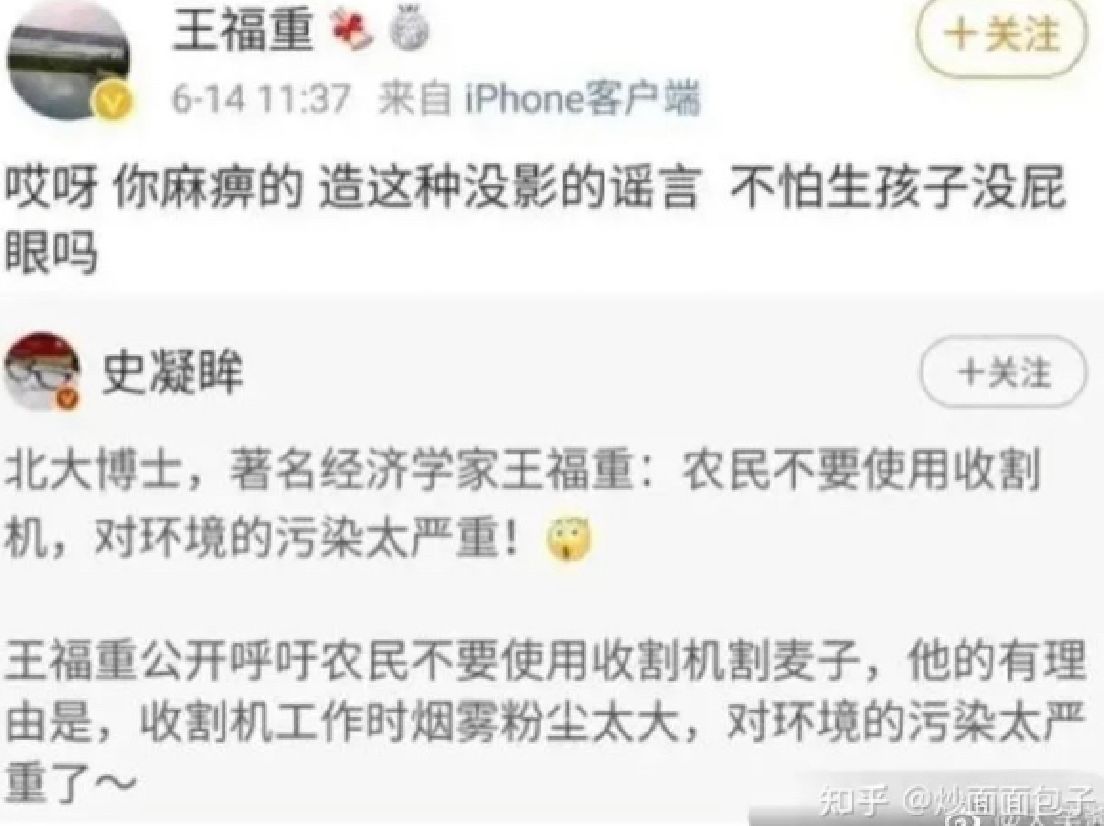 王福重
+关注
6-14 11:37 来自 iPhone客户端
哎呀 你麻痹的 造这种没影的谣言 不怕生孩子没屁
眼吗
史凝眸
+关注
北大博士，著名经济学家王福重：农民不要使用收割
机，对环境的污染太严重！
王福重公开呼吁农民不要使用收割机割麦子，他的有理
由是，收割机工作时烟雾粉尘太大，对环境的污染太严
重了～
知乎 @炒面面包子